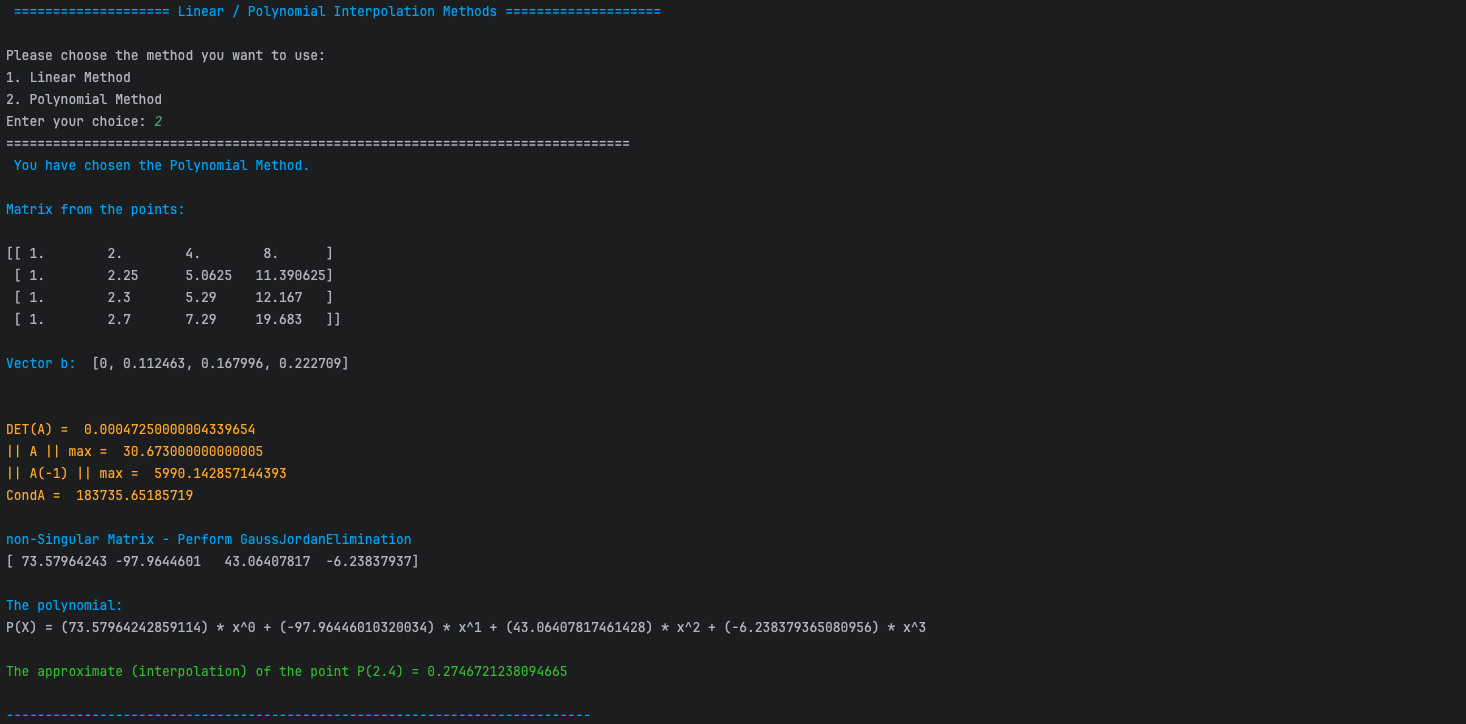 ==================== Linear / Polynomial Interpolation Methods ====================
Please choose the method you want to use:
1. Linear Method
2. Polynomial Method
Enter your choice: 2
================================================================================
You have chosen the Polynomial Method.
Matrix from the points:
[[ 1.        2.        4.        8.      ]
[ 1.        2.25      5.0625   11.390625]
[ 1.        2.3       5.29     12.167   ]
[ 1.        2.7       7.29     19.683   ]]
Vector b:  [0, 0.112463, 0.167996, 0.222709]
DET(A) =  0.00047250000004339654
|| A || max =  30.673000000000005
|| A(-1) || max =  5990.142857144393
CondA =  183735.65185719
non-Singular Matrix - Perform GaussJordanElimination
[ 73.57964243 -97.9644601   43.06407817  -6.23837937]
The polynomial:
P(X) = (73.57964242859114) * x^0 + (-97.96446010320034) * x^1 + (43.06407817461428) * x^2 + (-6.238379365080956) * x^3
The approximate (interpolation) of the point P(2.4) = 0.2746721238094665
---------------------------------------------------------------------------